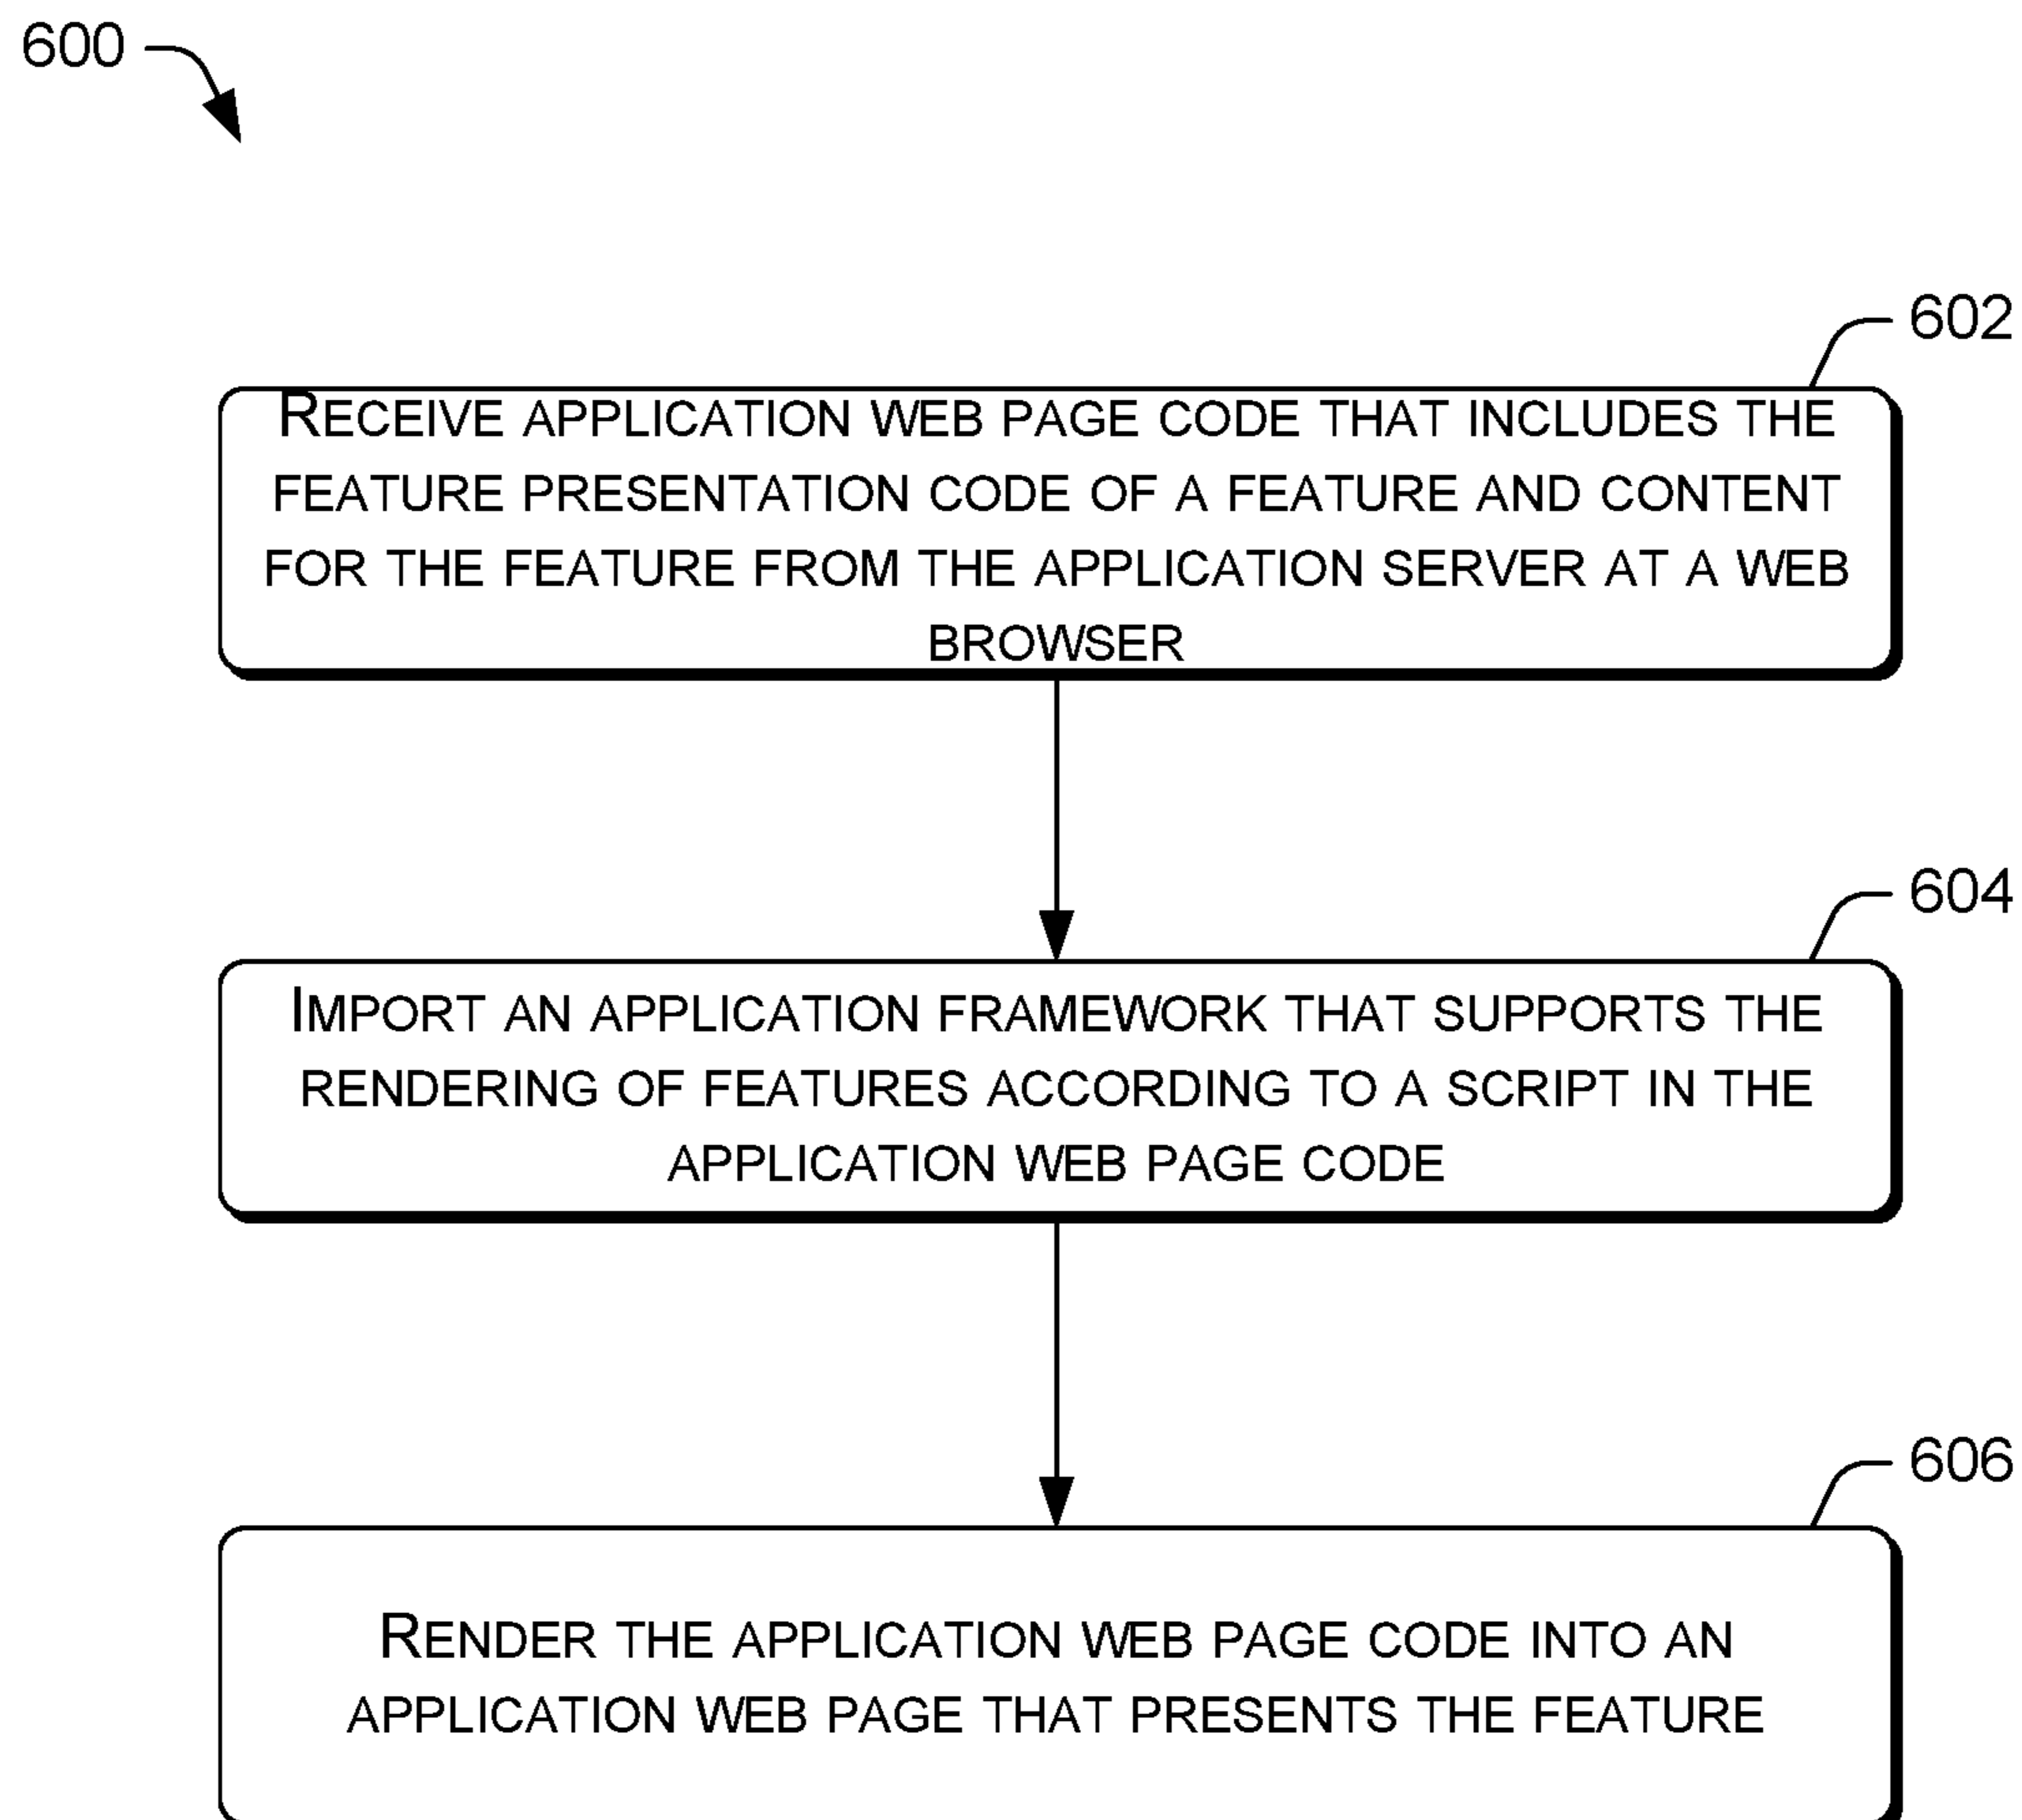 600
602
RECEIVE APPLICATION WEB PAGE CODE THAT INCLUDES THE
FEATURE PRESENTATION CODE OF A FEATURE AND CONTENT
FOR THE FEATURE FROM THE APPLICATION SERVER AT A WEB
BROWSER
604
IMPORT AN APPLICATION FRAMEWORK THAT SUPPORTS THE
RENDERING OF FEATURES ACCORDING TO A SCRIPT IN THE
APPLICATION WEB PAGE CODE
606
RENDER THE APPLICATION WEB PAGE CODE INTO AN
APPLICATION WEB PAGE THAT PRESENTS THE FEATURE